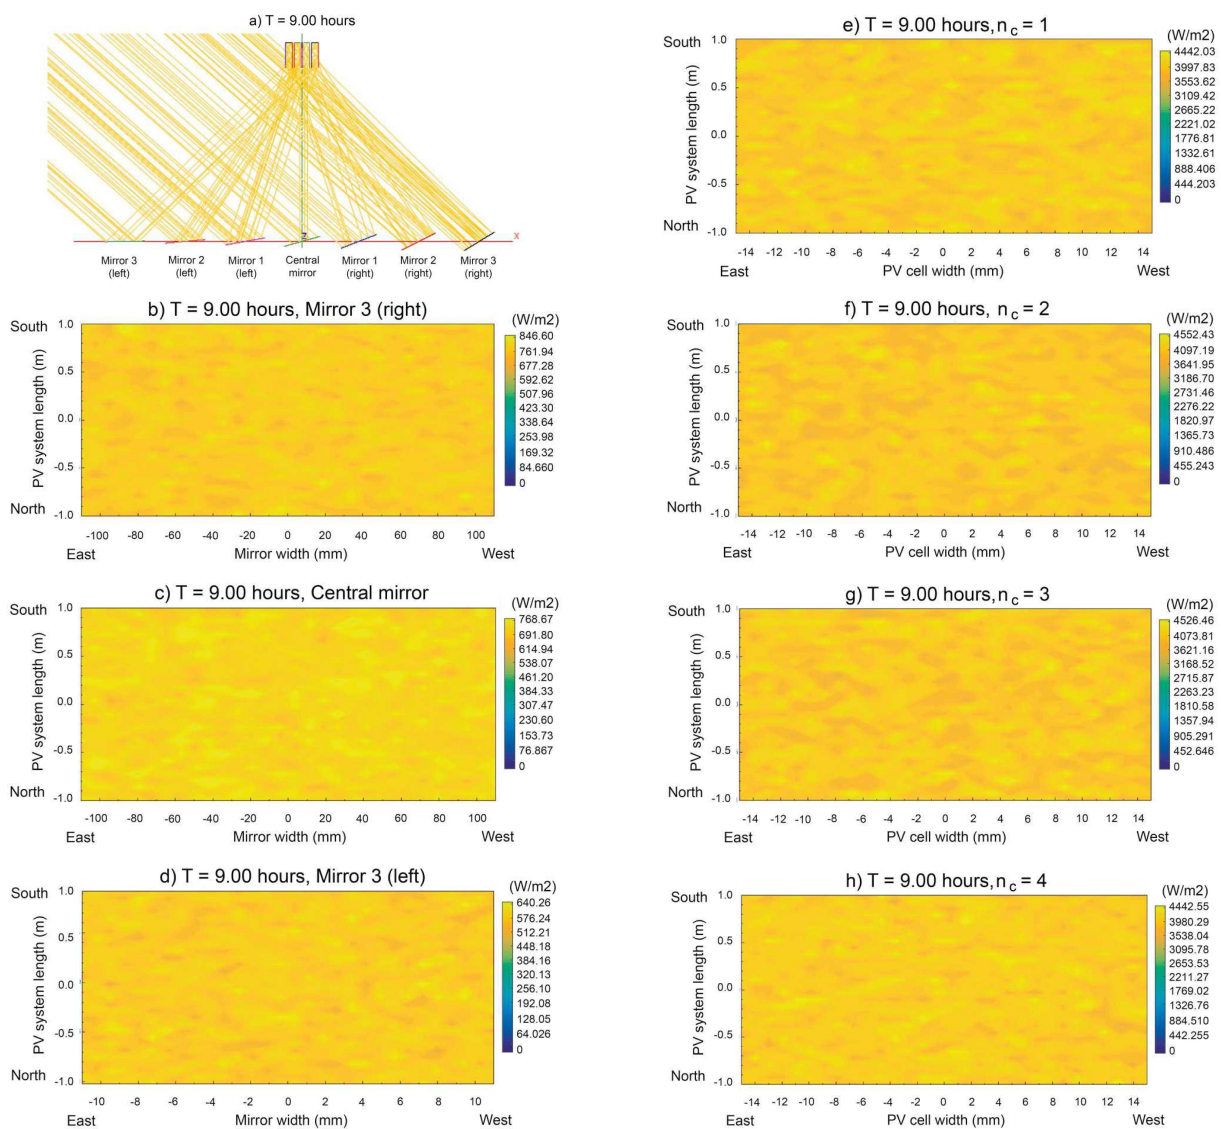 a) T = 9.00 hours
X
Z
Mirror 3 (left)
Mirror 2 (left)
Mirror 1 (left)
Central mirror
Mirror 1 (right)
Mirror 2 (right)
Mirror 3 (right)
b) T = 9.00 hours, Mirror 3 (right)
(W/m2)
South
North
PV system length (m)
1.0
0.5
0.0
-0.5
-1.0
846.60
761.94
677.28
592.62
507.96
423.30
338.64
253.98
169.32
84.660
0
-100 -80 -60 -40 -20 0 20 40 60 80 100
East Mirror width (mm) West
c) T = 9.00 hours, Central mirror
(W/m2)
South
North
PV system length (m)
1.0
0.5
0.0
-0.5
-1.0
768.67
691.80
614.94
538.07
461.20
384.33
307.47
230.60
153.73
76.867
0
-100 -80 -60 -40 -20 0 20 40 60 80 100
East Mirror width (mm) West
d) T = 9.00 hours, Mirror 3 (left)
(W/m2)
South
North
PV system length (m)
1.0
0.5
0.0
-0.5
-1.0
640.26
576.24
512.21
448.18
384.16
320.13
256.10
192.08
128.05
64.026
0
-10 -8 -6 -4 -2 0 2 4 6 8 10
East Mirror width (mm) West
e) T = 9.00 hours, n c = 1
(W/m2)
South
North
PV system length (m)
1.0
0.5
0.0
-0.5
-1.0
4442.03
3997.83
3553.62
3109.42
2665.22
2221.02
1776.81
1332.61
888.406
444.203
0
-14 -12 -10 -8 -6 -4 -2 0 2 4 6 8 10 12 14
East PV cell width (mm) West
f) T = 9.00 hours, n c = 2
(W/m2)
South
North
PV system length (m)
1.0
0.5
0.0
-0.5
-1.0
4552.43
4097.19
3641.95
3186.70
2731.46
2276.22
1820.97
1365.73
910.486
455.243
0
-14 -12 -10 -8 -6 -4 -2 0 2 4 6 8 10 12 14
East PV cell width (mm) West
g) T = 9.00 hours, n c = 3
(W/m2)
South
North
PV system length (m)
1.0
0.5
0.0
-0.5
-1.0
4526.46
4073.81
3621.16
3168.52
2715.87
2263.23
1810.58
1357.94
905.291
452.646
0
-14 -12 -10 -8 -6 -4 -2 0 2 4 6 8 10 12 14
East PV cell width (mm) West
h) T = 9.00 hours, n c = 4
(W/m2)
South
North
PV system length (m)
1.0
0.5
0.0
-0.5
-1.0
4442.55
3980.29
3538.04
3095.78
2653.53
2211.27
1769.02
1326.76
884.510
442.255
0
-14 -12 -10 -8 -6 -4 -2 0 2 4 6 8 10 12 14
East PV cell width (mm) West